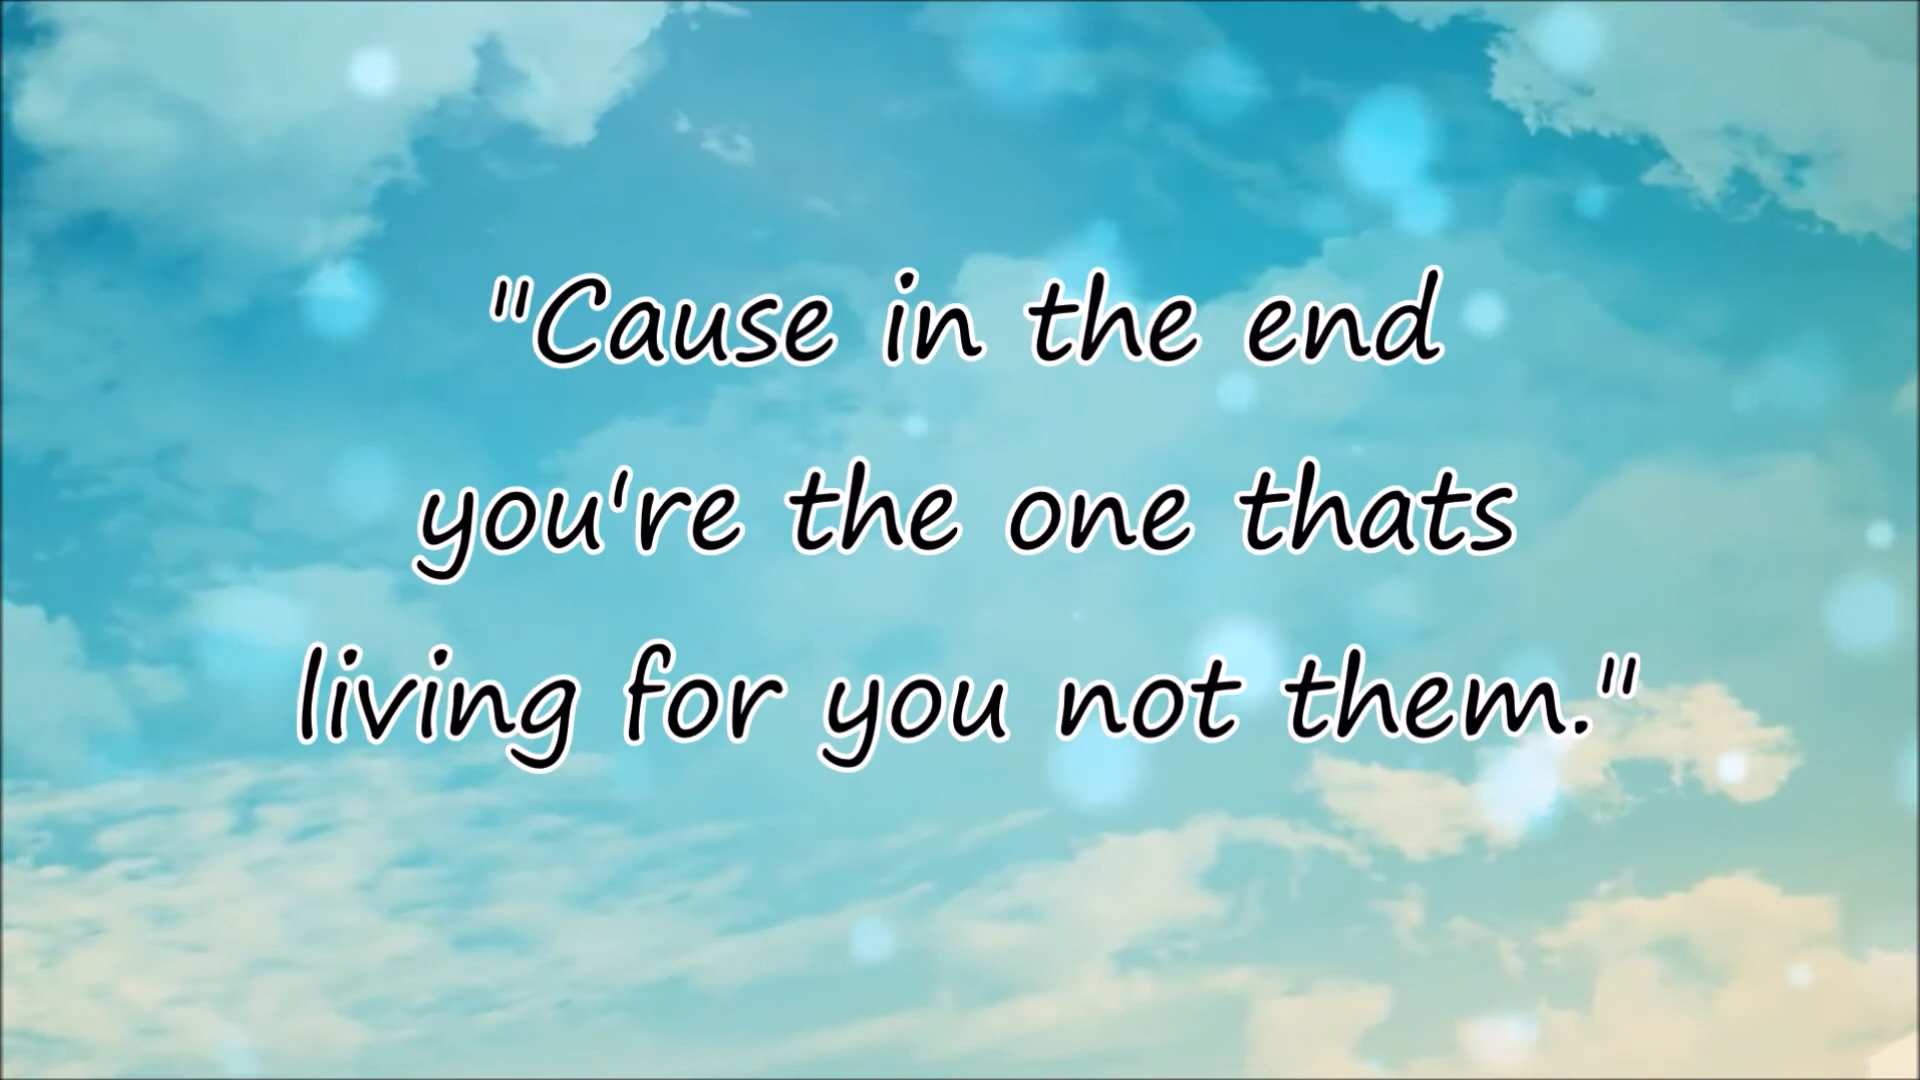 "Cause in the end
you're the one thats
living for you not them."